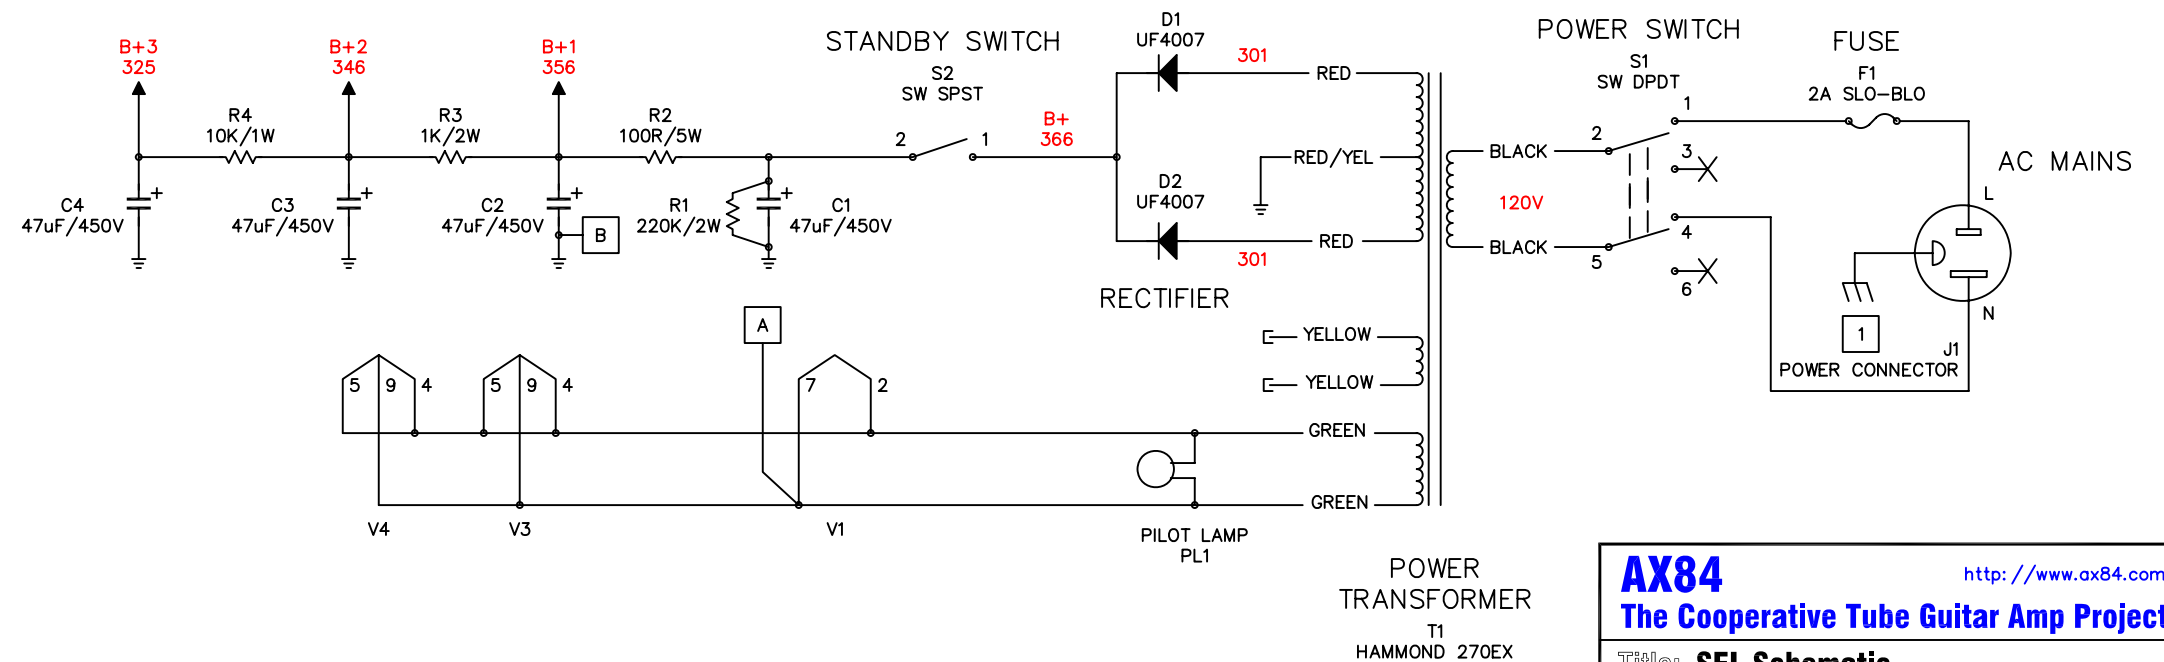 B+3
325
B+2
346
B+1
356
STANDBY SWITCH
S2
SW SPST
D1
UF4007
301
RED
POWER SWITCH
S1
SW DPDT
FUSE
F1
2A SLO-BLO
R4
10K/1W
R3
1K/2W
R2
100R/5W
2
1
B+
366
RED/YEL
BLACK
120V
BLACK
1
2
3
4
5
6
AC MAINS
L
N
1
J1
POWER CONNECTOR
C4
47uF/450V
+
C3
47uF/450V
+
C2
47uF/450V
+
B
R1
220K/2W
+
C1
47uF/450V
D2
UF4007
RED
301
RECTIFIER
A
YELLOW
YELLOW
5 9 4
5 9 4
7 2
GREEN
GREEN
V4
V3
V1
PILOT LAMP
PL1
POWER
TRANSFORMER
T1
HAMMOND 270EX
AX84
http://www.ax84.com
The Cooperative Tube Guitar Amp Project
Title: SEL Schematic